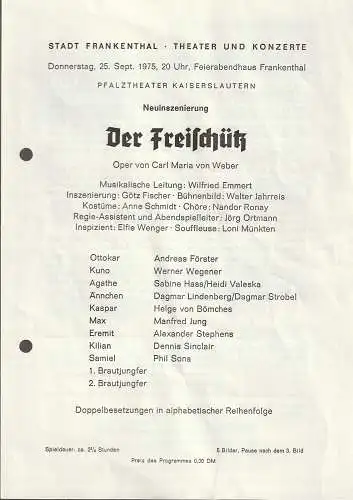 STADT FRANKENTHAL · THEATER UND KONZERTE
Donnerstag, 25. Sept. 1975, 20 Uhr, Feierabendhaus Frankenthal
PFALZTHEATER KAISERSLAUTERN
Neuinszenierung
Der Freischütz
Oper von Carl Maria von Weber
Musikalische Leitung: Wilfried Emmert
Inszenierung: Götz Fischer · Bühnenbild: Walter Jahrreis
Kostüme: Anne Schmidt · Chöre: Nandor Ronay
Regie-Assistent und Abendspielleiter: Jörg Ortmann
Inspizient: Elfie Wenger · Souffleuse: Loni Münkten
Ottokar Andreas Förster
Kuno Werner Wegener
Agathe Sabine Hass/Heidi Valeska
Ännchen Dagmar Lindenberg/Dagmar Strobel
Kaspar Helge von Bömches
Max Manfred Jung
Eremit Alexander Stephens
Kilian Dennis Sinclair
Samiel Phil Sona
1. Brautjungfer
2. Brautjungfer
Doppelbesetzungen in alphabetischer Reihenfolge
Spieldauer: ca. 2¾ Stunden 5 Bilder, Pause nach dem 3. Bild
Preis des Programmes 0,20 DM